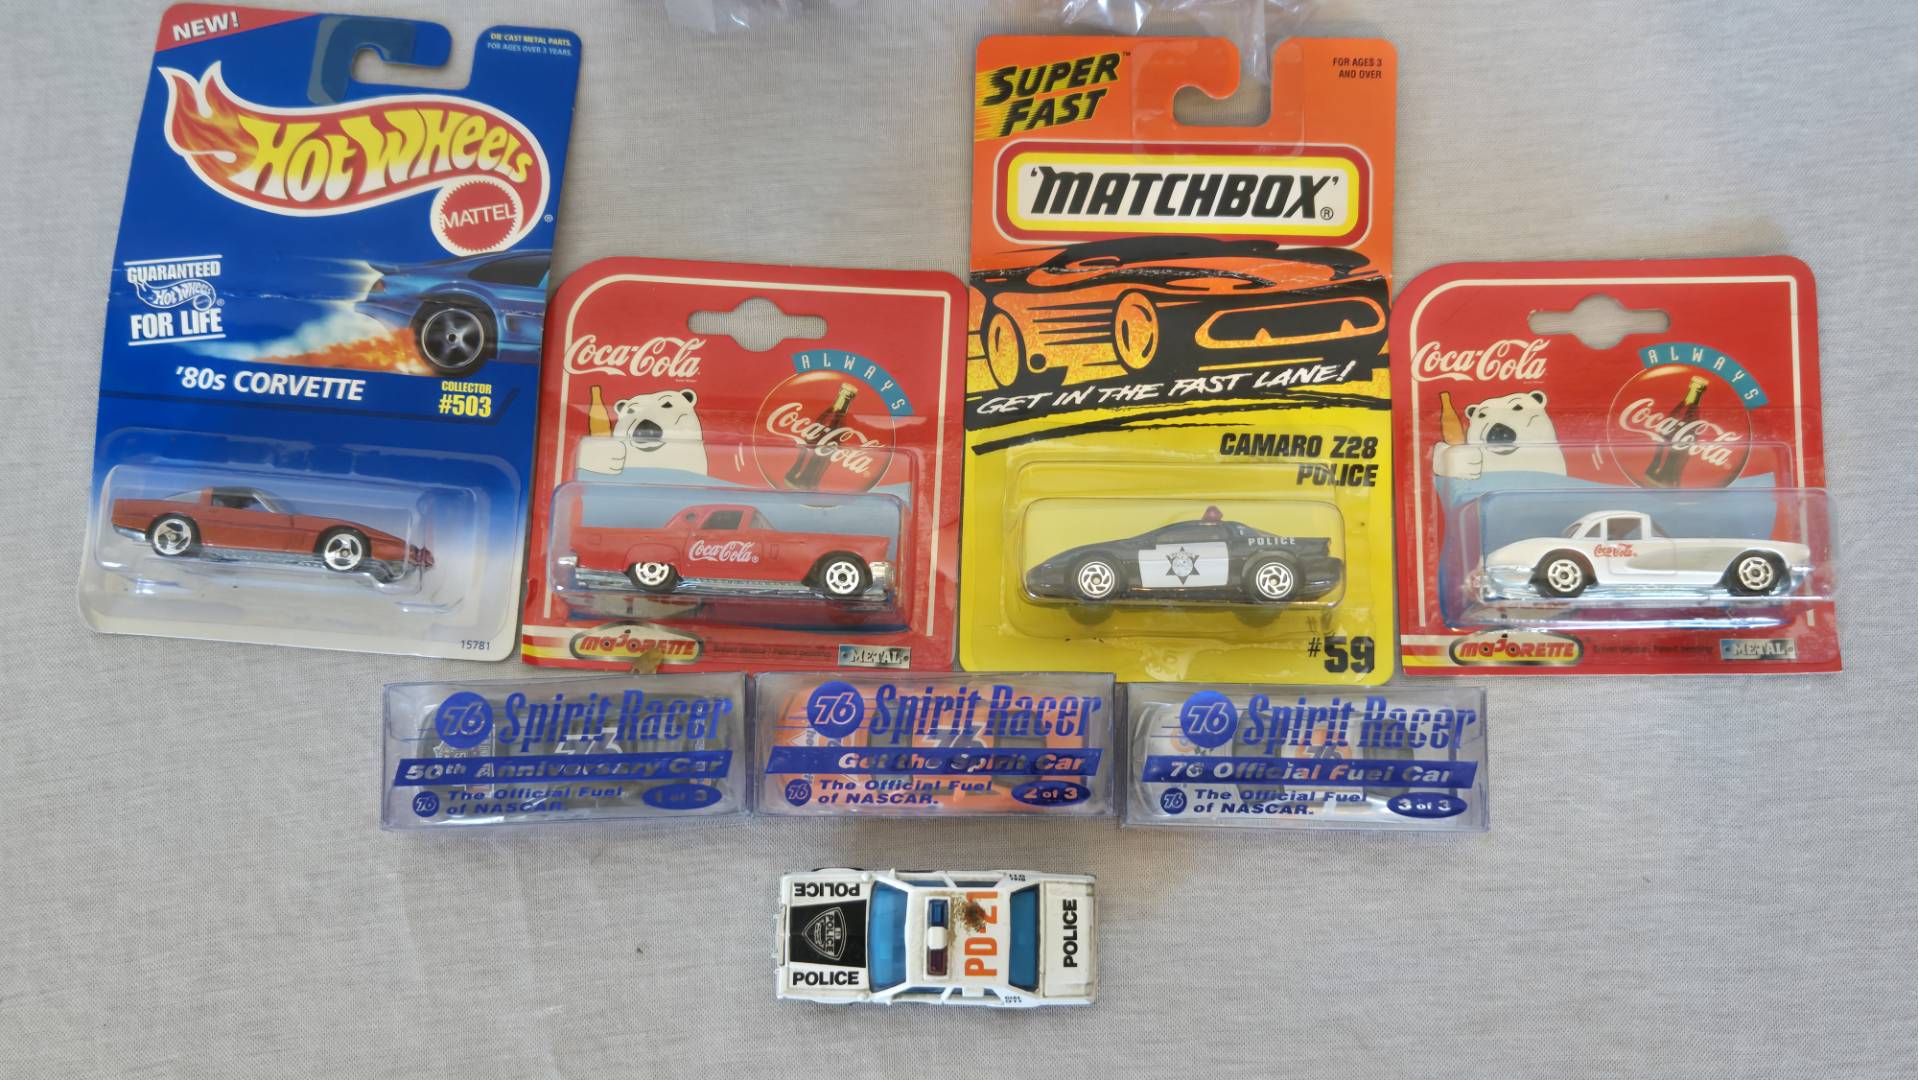 NEW!
DIE CAST METAL PARTS.
FOR AGES OVER 3 YEARS.
Hot Wheels
MATTEL
®
GUARANTEED
Hot Wheels®
FOR LIFE
'80s CORVETTE
COLLECTOR
#503
15781
Coca-Cola
ALWAYS
Coca-Cola
Coca-Cola®
majorette
METAL
SUPER
FAST™
FOR AGES 3
AND OVER
'MATCHBOX'®
GET IN THE FAST LANE!
CAMARO Z28
POLICE
POLICE
#59
Coca-Cola
ALWAYS
Coca-Cola
Coca-Cola
majorette
METAL
76 Spirit Racer
50th Anniversary Car
76 The Official Fuel
of NASCAR.
1 of 3
76 Spirit Racer
Get the Spirit Car
76 The Official Fuel
of NASCAR.
2 of 3
76 Spirit Racer
76 Official Fuel Car
76 The Official Fuel
of NASCAR.
3 of 3
POLICE
POLICE
POLICE
PD-21
POLICE